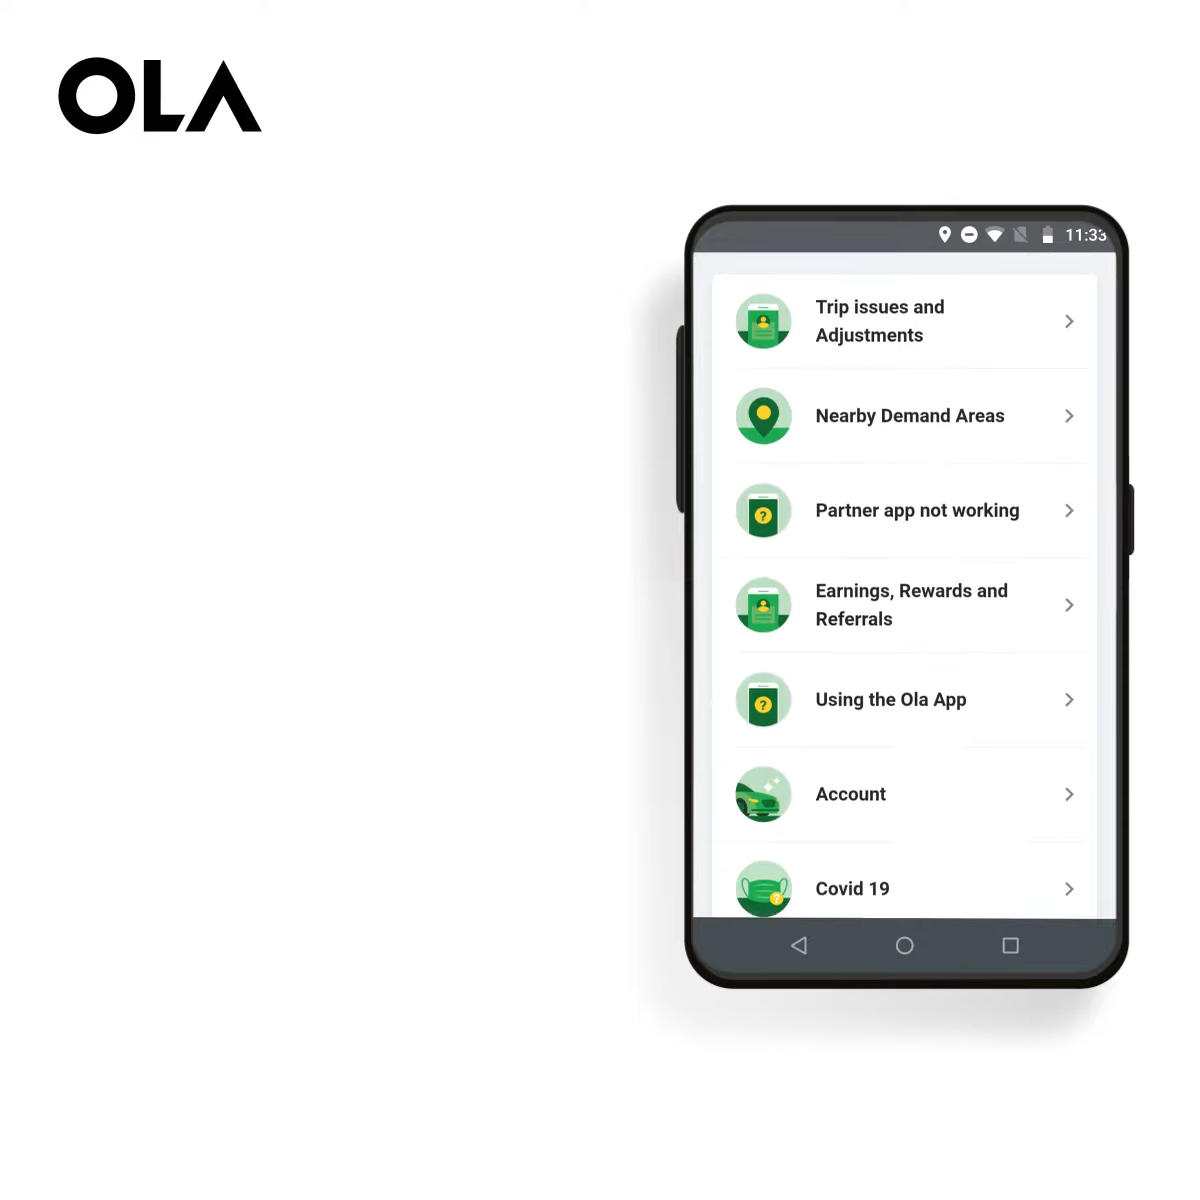 OLA
11:33
Trip issues and
Adjustments
Nearby Demand Areas
Partner app not working
Earnings, Rewards and
Referrals
Using the Ola App
Account
Covid 19